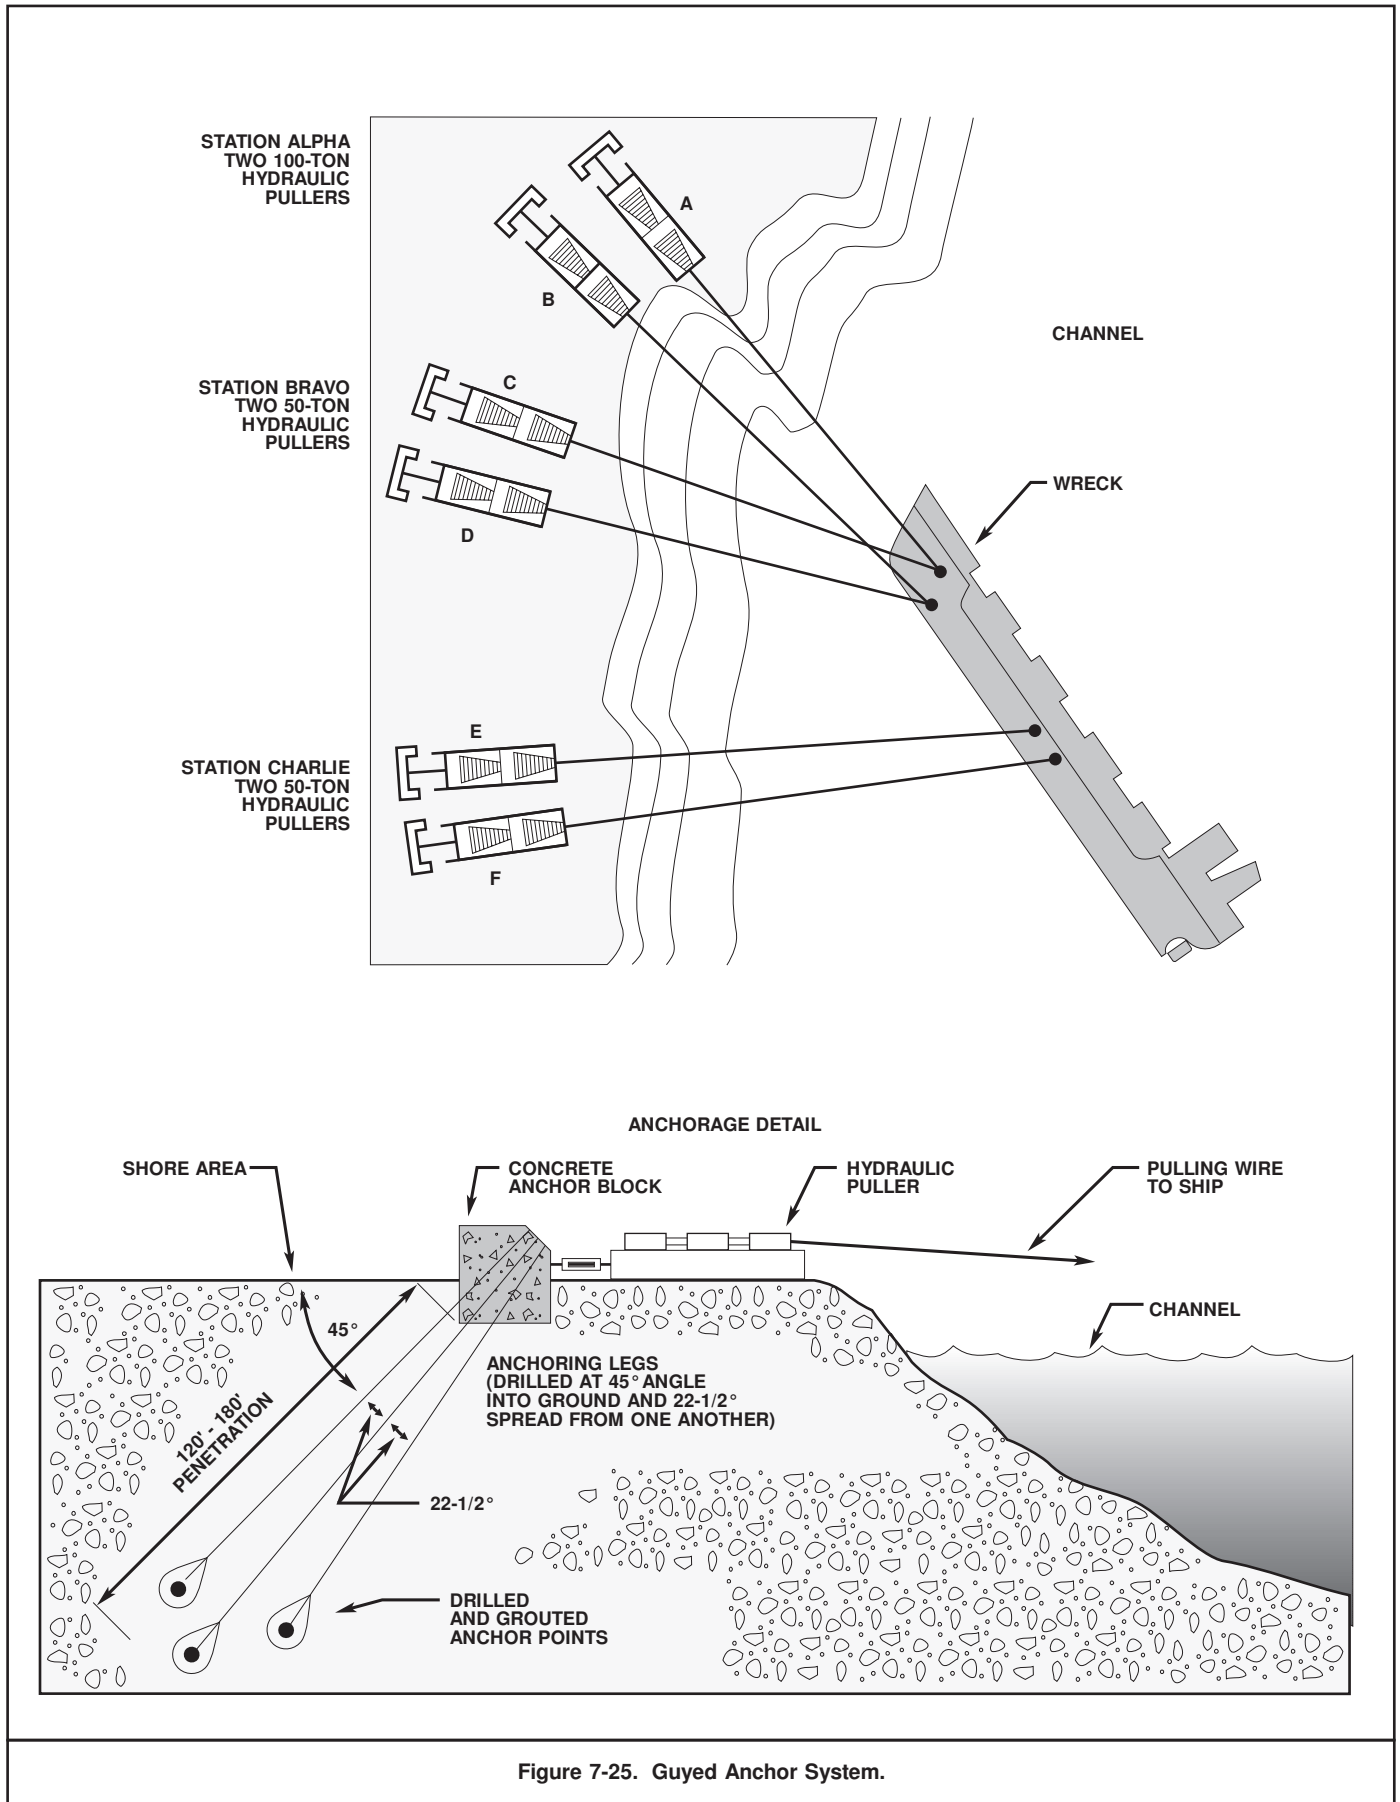 STATION ALPHA
TWO 100-TON
HYDRAULIC
PULLERS
A
B
CHANNEL
STATION BRAVO
TWO 50-TON
HYDRAULIC
PULLERS
C
D
WRECK
STATION CHARLIE
TWO 50-TON
HYDRAULIC
PULLERS
E
F
ANCHORAGE DETAIL
SHORE AREA
CONCRETE
ANCHOR BLOCK
HYDRAULIC
PULLER
PULLING WIRE
TO SHIP
45°
CHANNEL
ANCHORING LEGS
(DRILLED AT 45° ANGLE
INTO GROUND AND 22-1/2°
SPREAD FROM ONE ANOTHER)
120' - 180'
PENETRATION
22-1/2°
DRILLED
AND GROUTED
ANCHOR POINTS
Figure 7-25. Guyed Anchor System.